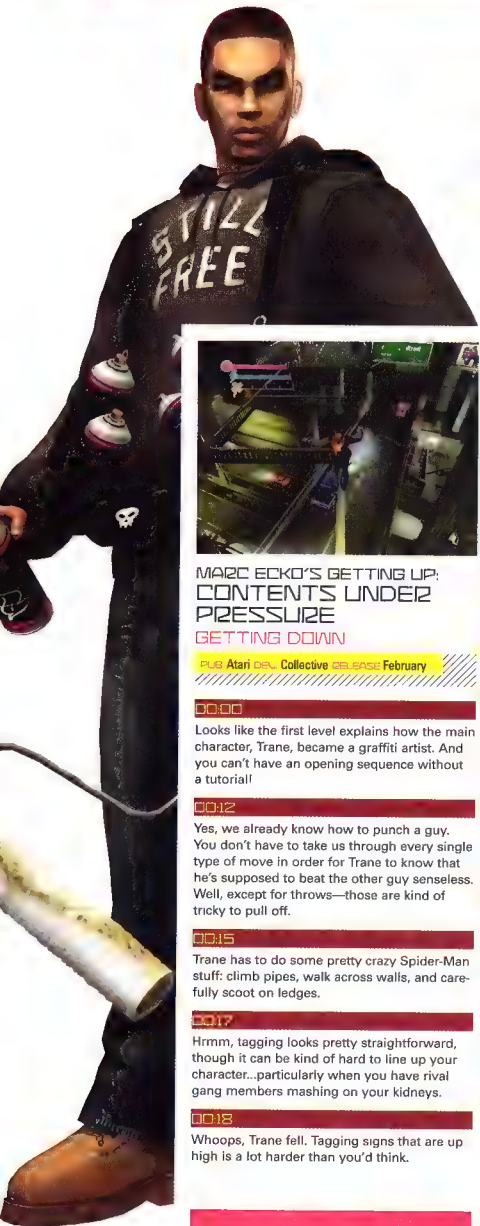 STILL
FREE
MARC ECKO'S GETTING UP:
CONTENTS UNDER
PRESSURE
GETTING DOWN
PUB Atari DEV. Collective RELEASE February
00:00
Looks like the first level explains how the main
character, Trane, became a graffiti artist. And
you can't have an opening sequence without
a tutorial!
00:12
Yes, we already know how to punch a guy.
You don't have to take us through every single
type of move in order for Trane to know that
he's supposed to beat the other guy senseless.
Well, except for throws—those are kind of
tricky to pull off.
00:15
Trane has to do some pretty crazy Spider-Man
stuff: climb pipes, walk across walls, and care-
fully scoot on ledges.
00:17
Hrmm, tagging looks pretty straightforward,
though it can be kind of hard to line up your
character...particularly when you have rival
gang members mashing on your kidneys.
00:18
Whoops, Trane fell. Tagging signs that are up
high is a lot harder than you'd think.